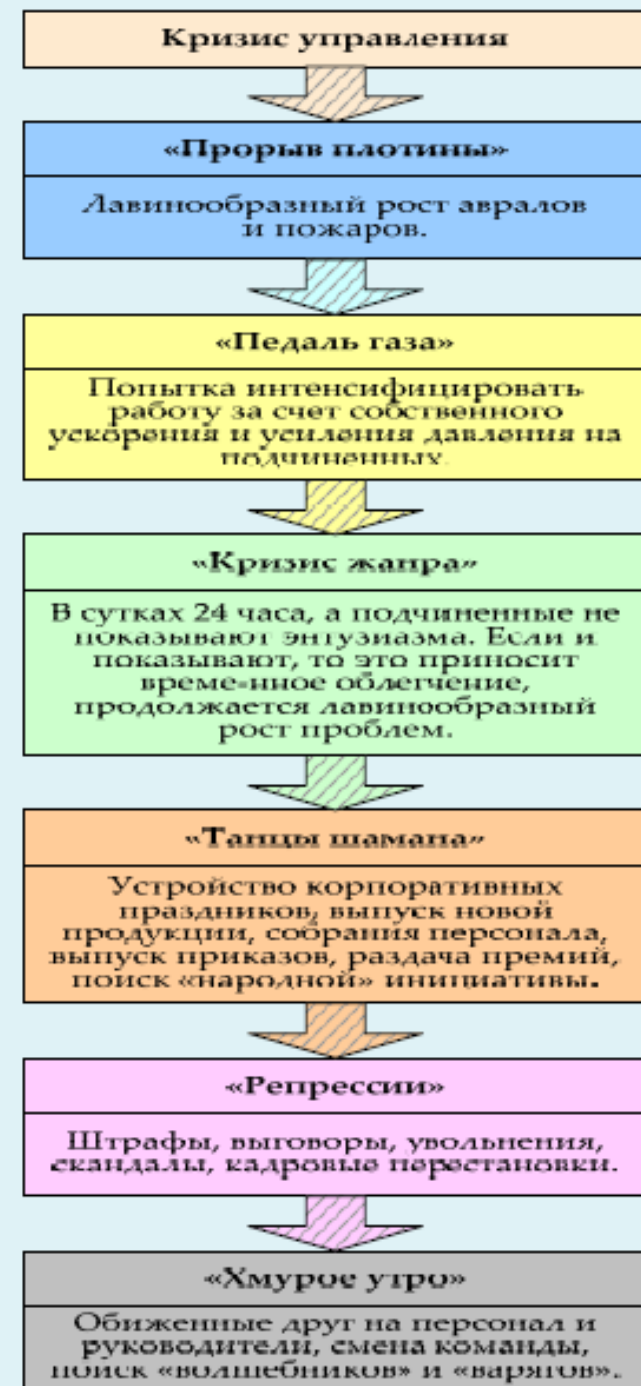 Кризис управления
«Прорыв плотины»
Лавинообразный рост авралов
и пожаров.
«Педаль газа»
Попытка интенсифицировать
работу за счет собственного
ускорения и усиления давления на
подчиненных.
«Кризис жанра»
В сутках 24 часа, а подчиненные не
показывают энтузиазма. Если и
показывают, то это приносит
време-нное облегчение,
продолжается лавинообразный
рост проблем.
«Танцы шамана»
Устройство корпоративных
праздников, выпуск новой
продукции, собрания персонала,
выпуск приказов, раздача премий,
поиск «народной» инициативы.
«Репрессии»
Штрафы, выговоры, увольнения,
скандалы, кадровые перестановки.
«Хмурое утро»
Обиженные друг на персонал и
руководители, смена команды,
поиск «волшебников» и «варягов».